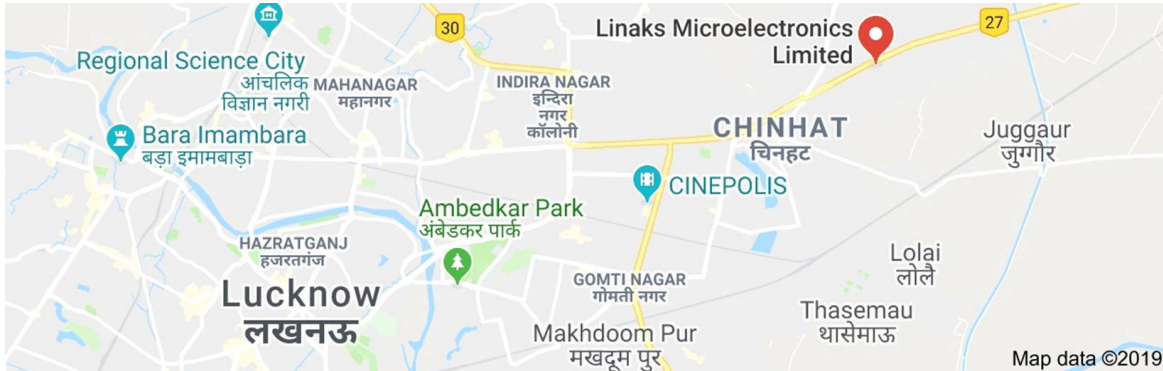 30
Linaks Microelectronics
Limited
27
Regional Science City
आंचलिक
विज्ञान नगरी
MAHANAGAR
महानगर
INDIRA NAGAR
इन्दिरा
नगर
कॉलोनी
Bara Imambara
बड़ा इमामबाड़ा
CHINHAT
चिनहट
Juggaur
जुग्गौर
CINEPOLIS
Ambedkar Park
अंबेडकर पार्क
HAZRATGANJ
हजरतगंज
Lucknow
लखनऊ
GOMTI NAGAR
गोमती नगर
Lolai
लोलै
Thasemau
थासेमाऊ
Makhdoom Pur
मखदूम पुर
Map data ©2019